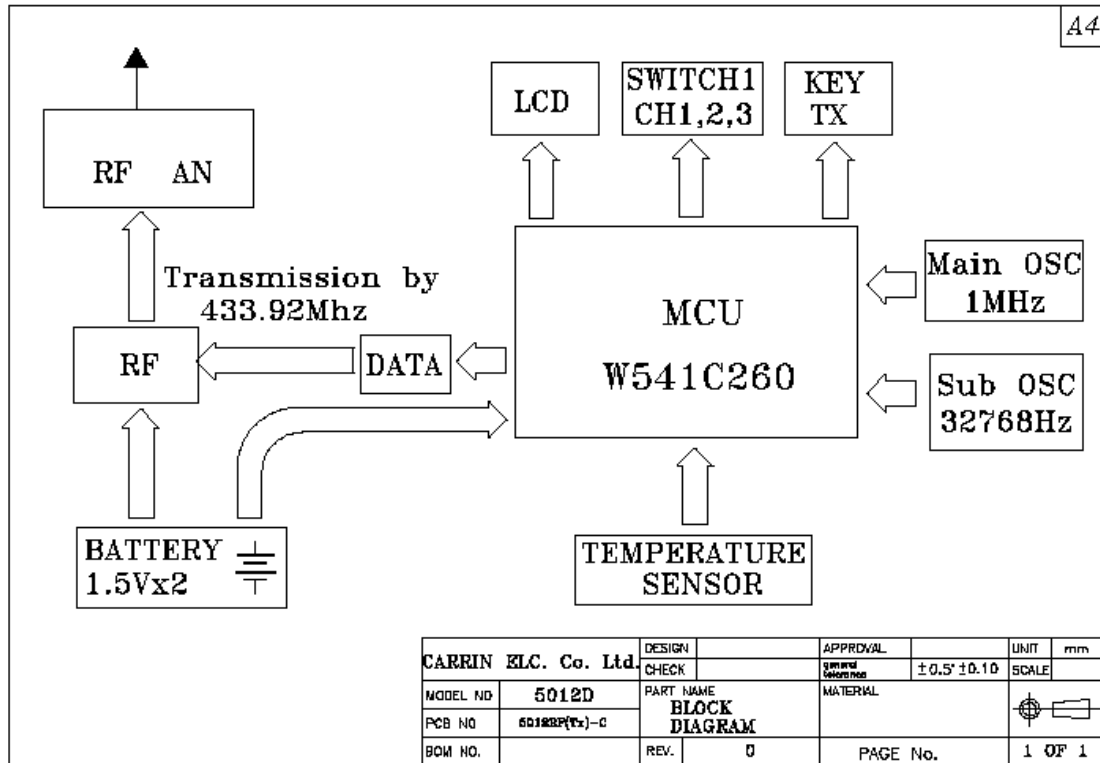 A4
RF AN
LCD
SWITCH1
CH1,2,3
KEY
TX
Transmission by
433.92Mhz
RF
DATA
MCU
W541C260
Main OSC
1MHz
Sub OSC
32768Hz
BATTERY
1.5Vx2
TEMPERATURE
SENSOR
CARRIN ELC. Co. Ltd.
DESIGN
APPROVAL
UNIT mm
CHECK
general
tolerance
±0.5° ±0.10
SCALE
MODEL NO 5012D
PART NAME
BLOCK
DIAGRAM
MATERIAL
PCB NO
BOM NO.
REV. 0
PAGE No.
1 OF 1